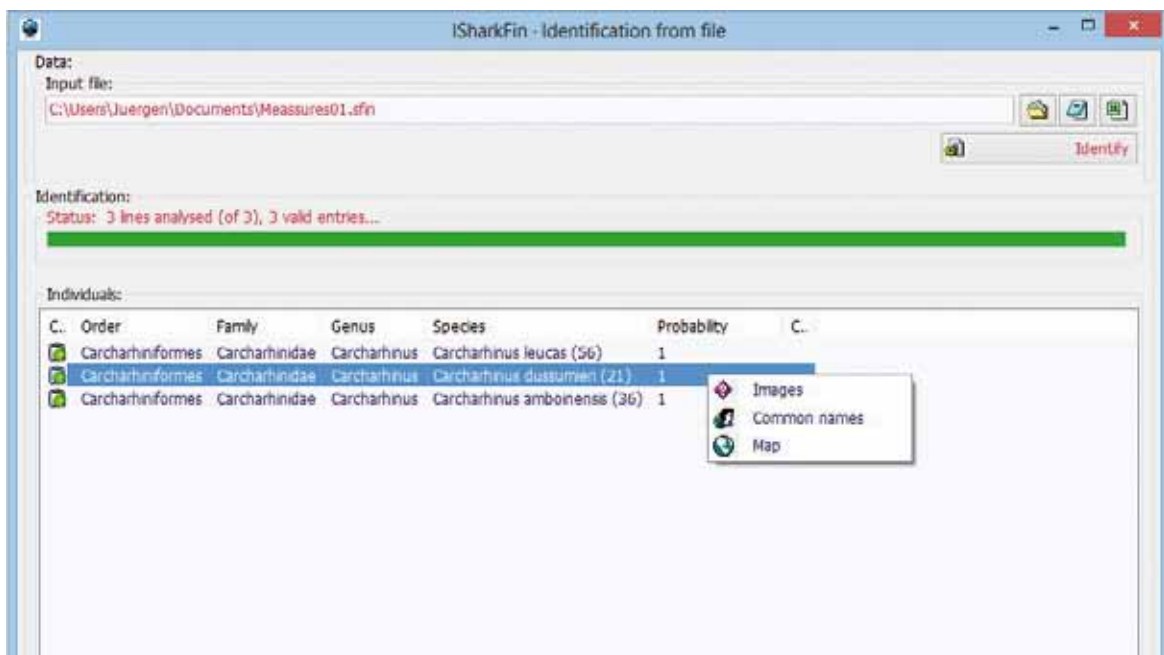 ISharkFin - Identification from file
Data:
Input file:
C:\Users\Juergen\Documents\Meassures01.sfin
Identify
Identification:
Status: 3 lines analysed (of 3), 3 valid entries...
Individuals:
C.. Order Family Genus Species Probability C..
Carcharhiniformes Carcharhinidae Carcharhinus Carcharhinus leucas (56) 1
Carcharhiniformes Carcharhinidae Carcharhinus Carcharhinus dussumieri (21) 1
Carcharhiniformes Carcharhinidae Carcharhinus Carcharhinus amboinensis (36) 1
Images
Common names
Map